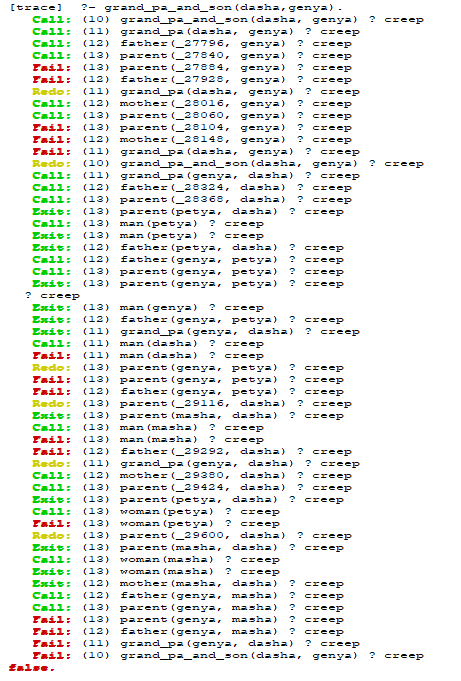 [trace]  ?- grand_pa_and_son(dasha,genya).
Call: (10) grand_pa_and_son(dasha, genya) ? creep
Call: (11) grand_pa(dasha, genya) ? creep
Call: (12) father(_27796, genya) ? creep
Call: (13) parent(_27840, genya) ? creep
Fail: (13) parent(_27884, genya) ? creep
Fail: (12) father(_27928, genya) ? creep
Redo: (11) grand_pa(dasha, genya) ? creep
Call: (12) mother(_28016, genya) ? creep
Call: (13) parent(_28060, genya) ? creep
Fail: (13) parent(_28104, genya) ? creep
Fail: (12) mother(_28148, genya) ? creep
Fail: (11) grand_pa(dasha, genya) ? creep
Redo: (10) grand_pa_and_son(dasha, genya) ? creep
Call: (11) grand_pa(genya, dasha) ? creep
Call: (12) father(_28324, dasha) ? creep
Call: (13) parent(_28368, dasha) ? creep
Exit: (13) parent(petya, dasha) ? creep
Call: (13) man(petya) ? creep
Exit: (13) man(petya) ? creep
Exit: (12) father(petya, dasha) ? creep
Call: (12) father(genya, petya) ? creep
Call: (13) parent(genya, petya) ? creep
Exit: (13) parent(genya, petya) ? creep
? creep
Exit: (13) man(genya) ? creep
Exit: (12) father(genya, petya) ? creep
Exit: (11) grand_pa(genya, dasha) ? creep
Call: (11) man(dasha) ? creep
Fail: (11) man(dasha) ? creep
Redo: (13) parent(genya, petya) ? creep
Fail: (13) parent(genya, petya) ? creep
Fail: (12) father(genya, petya) ? creep
Redo: (13) parent(_29116, dasha) ? creep
Exit: (13) parent(masha, dasha) ? creep
Call: (13) man(masha) ? creep
Fail: (13) man(masha) ? creep
Fail: (12) father(_29292, dasha) ? creep
Redo: (11) grand_pa(genya, dasha) ? creep
Call: (12) mother(_29380, dasha) ? creep
Call: (13) parent(_29424, dasha) ? creep
Exit: (13) parent(petya, dasha) ? creep
Call: (13) woman(petya) ? creep
Fail: (13) woman(petya) ? creep
Redo: (13) parent(_29600, dasha) ? creep
Exit: (13) parent(masha, dasha) ? creep
Call: (13) woman(masha) ? creep
Exit: (13) woman(masha) ? creep
Exit: (12) mother(masha, dasha) ? creep
Call: (12) father(genya, masha) ? creep
Call: (13) parent(genya, masha) ? creep
Fail: (13) parent(genya, masha) ? creep
Fail: (12) father(genya, masha) ? creep
Fail: (11) grand_pa(genya, dasha) ? creep
Fail: (10) grand_pa_and_son(dasha, genya) ? creep
false.